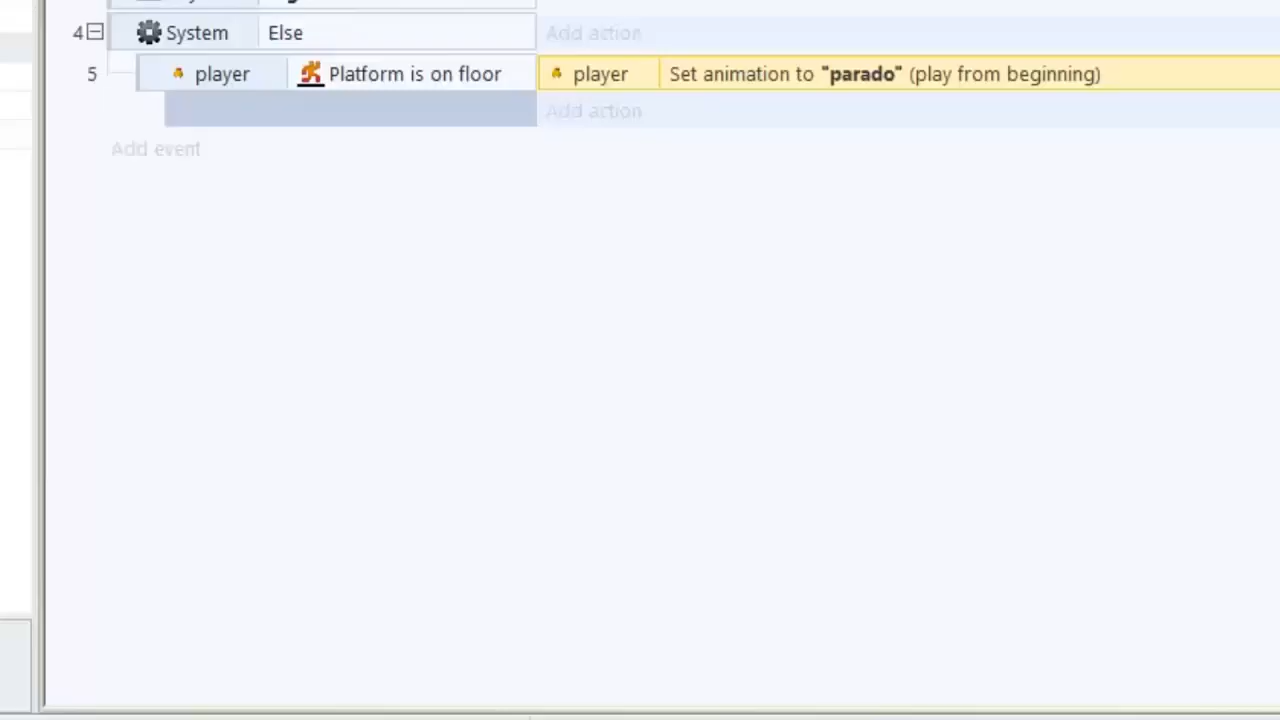 4 System Else Add action
5 player Platform is on floor player Set animation to "parado" (play from beginning)
Add action
Add event